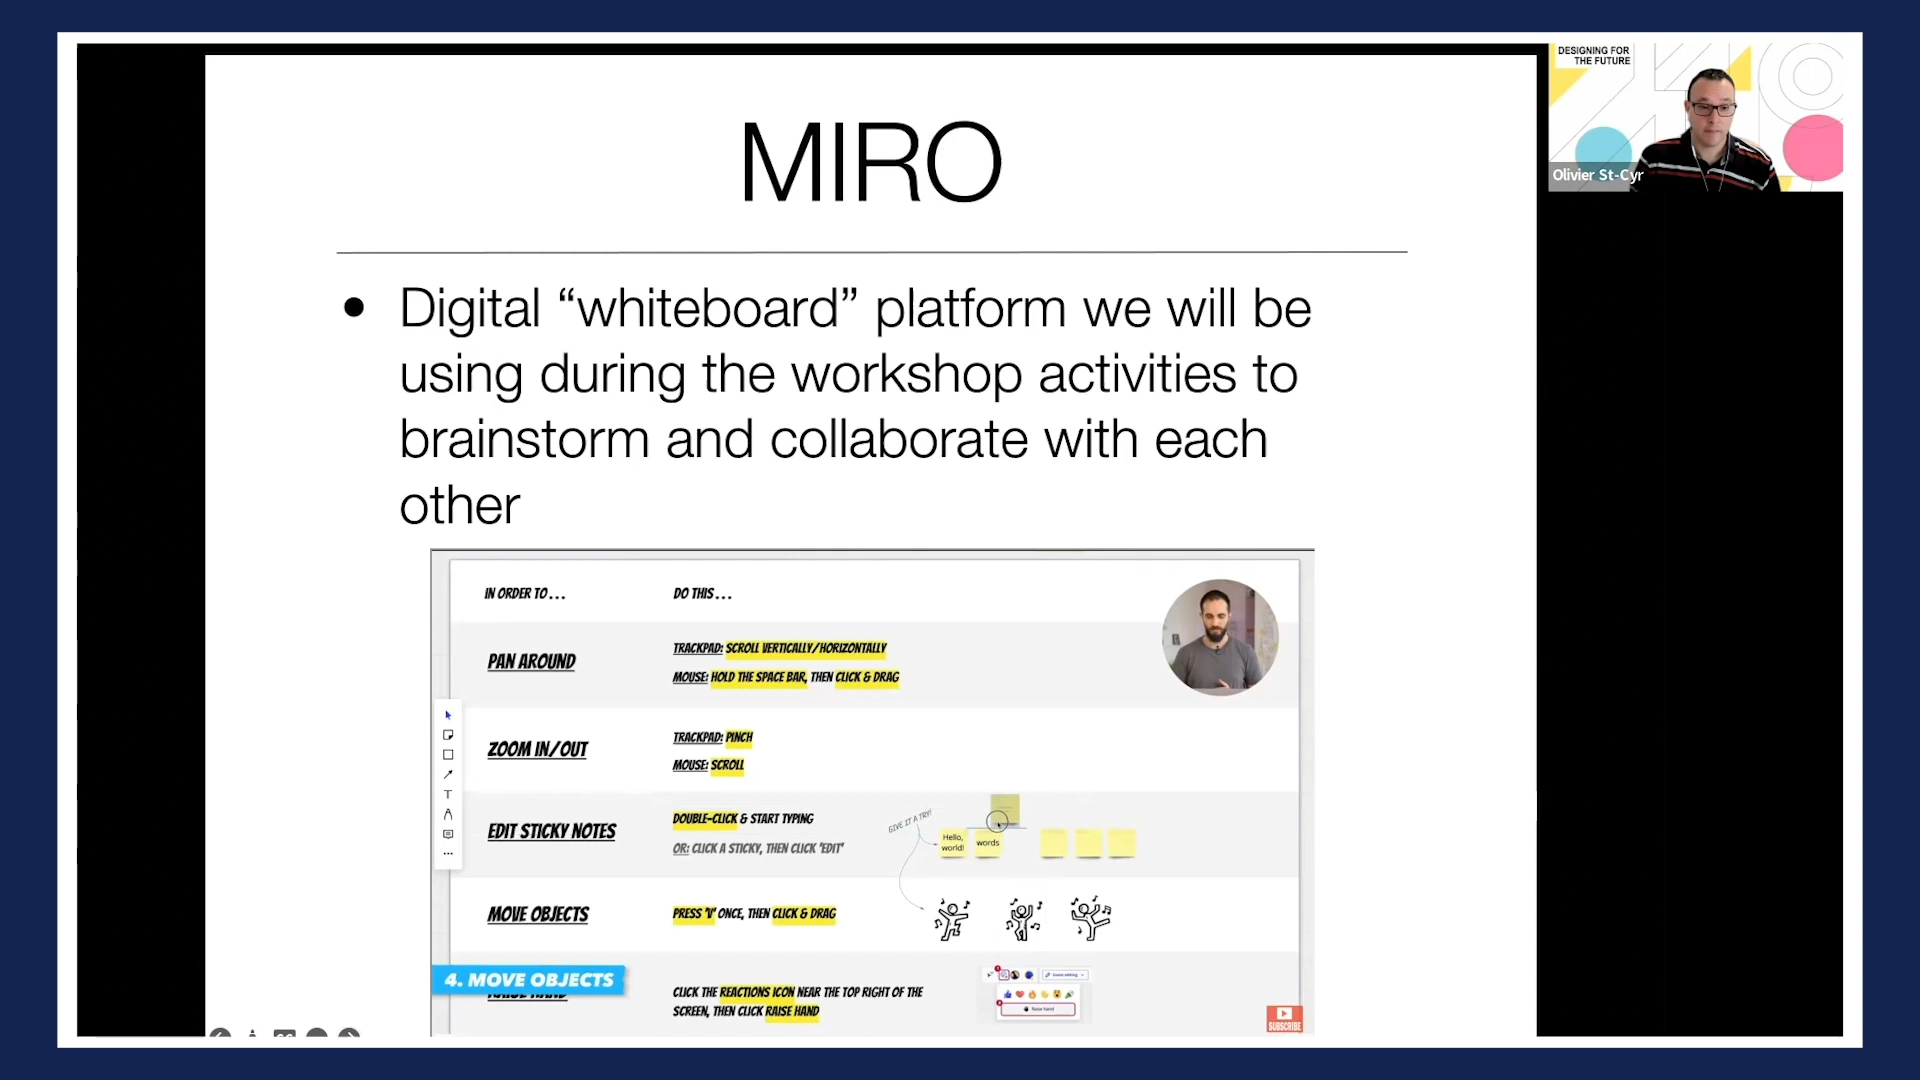 DESIGNING FOR
THE FUTURE
Olivier St-Cyr
MIRO
• Digital “whiteboard” platform we will be
using during the workshop activities to
brainstorm and collaborate with each
other
IN ORDER TO... DO THIS...
PAN AROUND
TRACKPAD: SCROLL VERTICALLY/HORIZONTALLY
MOUSE: HOLD THE SPACE BAR, THEN CLICK & DRAG
ZOOM IN/OUT
TRACKPAD: PINCH
MOUSE: SCROLL
EDIT STICKY NOTES
DOUBLE-CLICK & START TYPING
OR: CLICK A STICKY, THEN CLICK 'EDIT'
GIVE IT A TRY!
Hello,
world!
words
MOVE OBJECTS
PRESS 'V' ONCE, THEN CLICK & DRAG
4. MOVE OBJECTS
CLICK THE REACTIONS ICON NEAR THE TOP RIGHT OF THE
SCREEN, THEN CLICK RAISE HAND
Raise hand
SUBSCRIBE